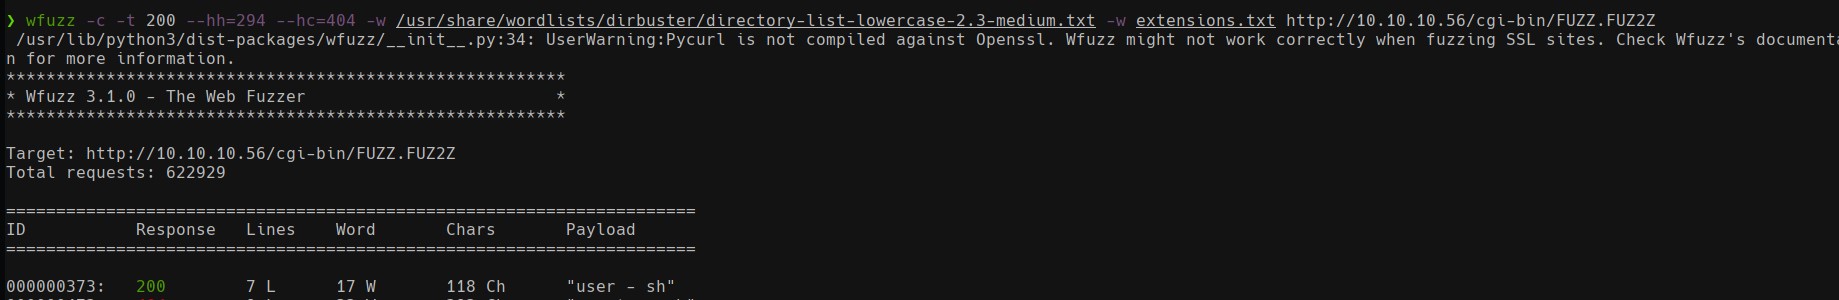 ❯ wfuzz -c -t 200 --hh=294 --hc=404 -w /usr/share/wordlists/dirbuster/directory-list-lowercase-2.3-medium.txt -w extensions.txt http://10.10.10.56/cgi-bin/FUZZ.FUZ2Z
/usr/lib/python3/dist-packages/wfuzz/__init__.py:34: UserWarning:Pycurl is not compiled against Openssl. Wfuzz might not work correctly when fuzzing SSL sites. Check Wfuzz's documenta
n for more information.
********************************************************
* Wfuzz 3.1.0 - The Web Fuzzer                         *
********************************************************
Target: http://10.10.10.56/cgi-bin/FUZZ.FUZ2Z
Total requests: 622929
=====================================================================
ID           Response   Lines    Word       Chars       Payload
=====================================================================
000000373:   200        7 L      17 W       118 Ch      "user - sh"